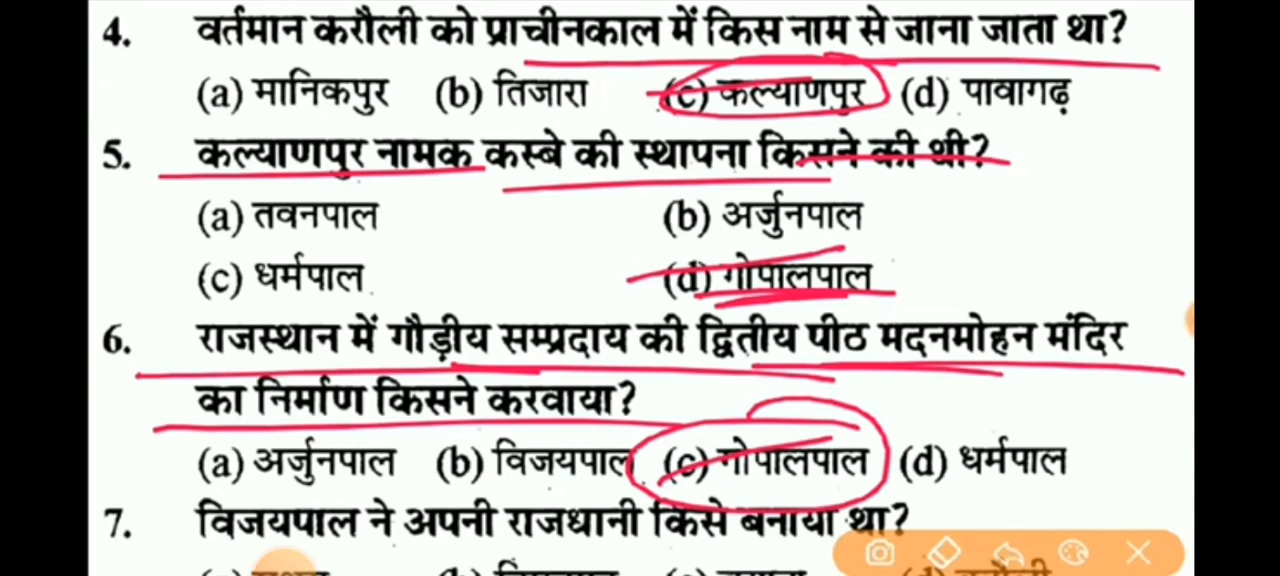 4. वर्तमान करौली को प्राचीनकाल में किस नाम से जाना जाता था?
(a) मानिकपुर (b) तिजारा (c) कल्याणपुर (d) पावागढ़
5. कल्याणपुर नामक कस्बे की स्थापना किसने की थी?
(a) तवनपाल (b) अर्जुनपाल
(c) धर्मपाल (d) गोपालपाल
6. राजस्थान में गौड़ीय सम्प्रदाय की द्वितीय पीठ मदनमोहन मंदिर
का निर्माण किसने करवाया?
(a) अर्जुनपाल (b) विजयपाल (c) गोपालपाल (d) धर्मपाल
7. विजयपाल ने अपनी राजधानी किसे बनाया था?